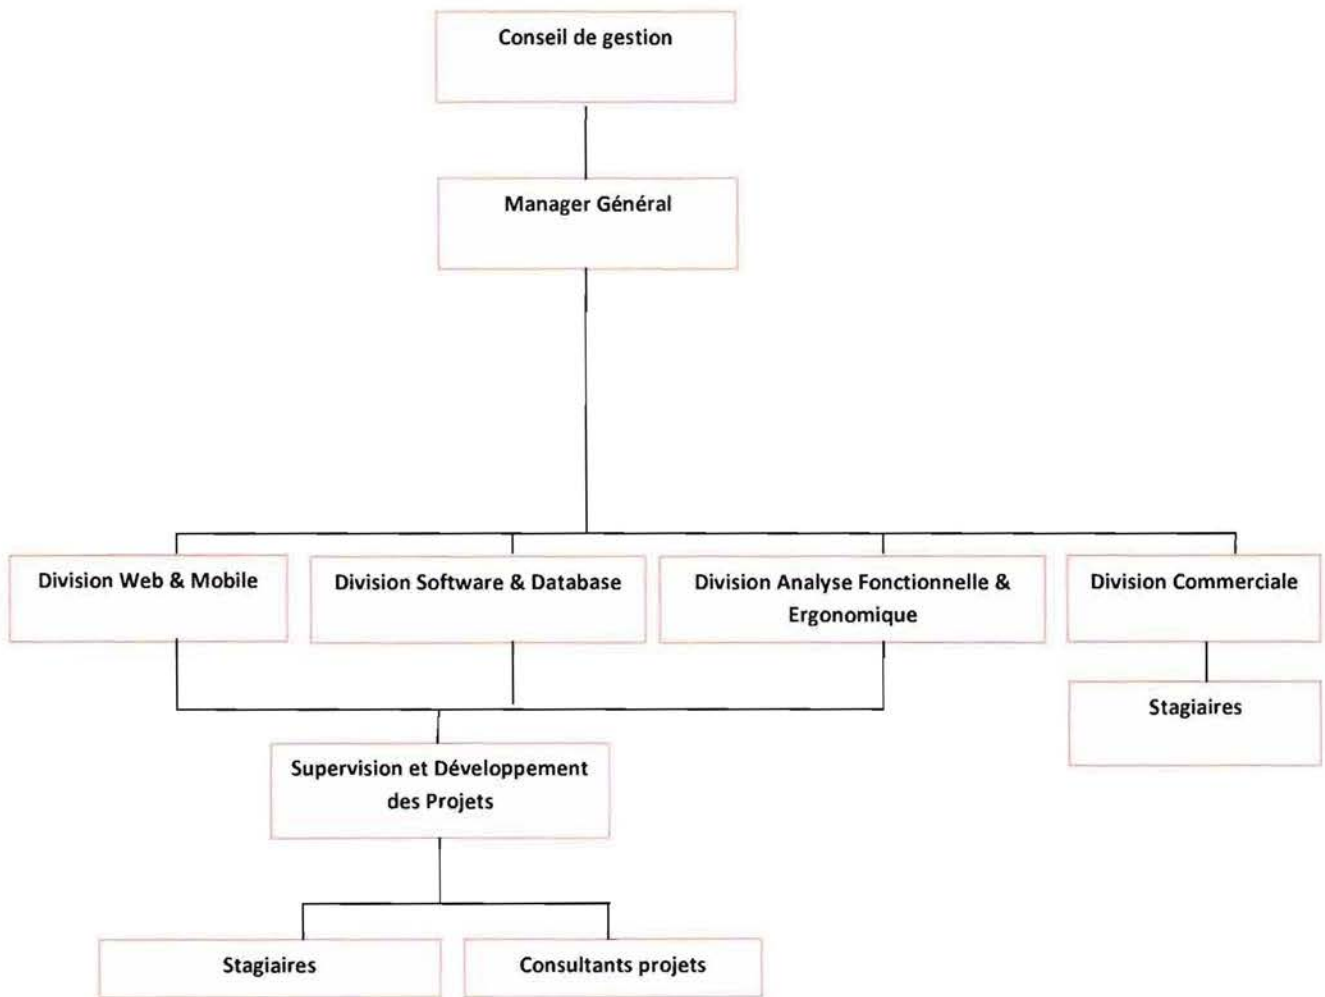 Conseil de gestion
Manager Général
Division Web & Mobile
Division Software & Database
Division Analyse Fonctionnelle &
Ergonomique
Division Commerciale
Stagiaires
Supervision et Développement
des Projets
Stagiaires
Consultants projets